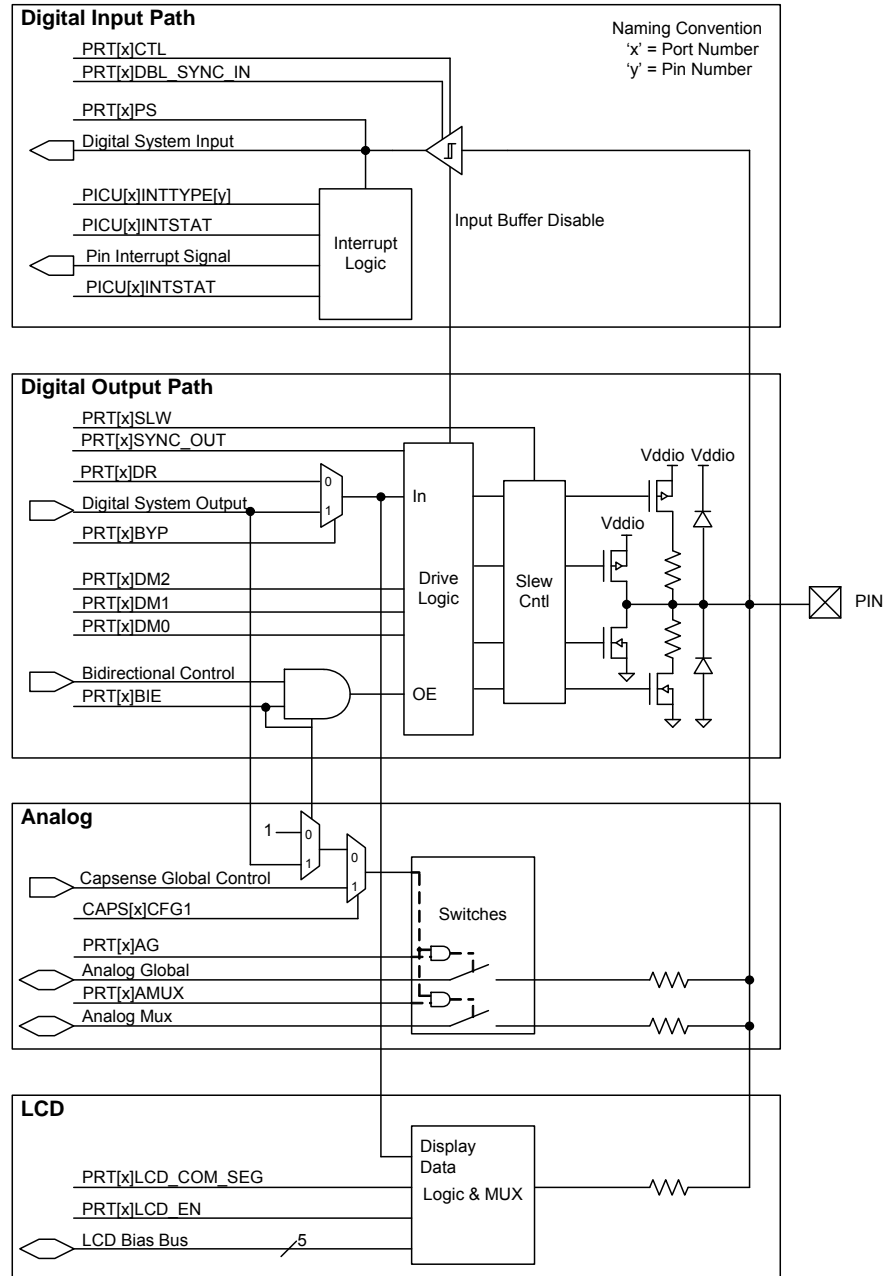 Digital Input Path
Naming Convention
'x' = Port Number
'y' = Pin Number
PRT[x]CTL
PRT[x]DBL_SYNC_IN
PRT[x]PS
Digital System Input
PICU[x]INTTYPE[y]
PICU[x]INTSTAT
Pin Interrupt Signal
PICU[x]INTSTAT
Interrupt
Logic
Input Buffer Disable
Digital Output Path
PRT[x]SLW
PRT[x]SYNC_OUT
PRT[x]DR
Digital System Output
PRT[x]BYP
0
1
PRT[x]DM2
PRT[x]DM1
PRT[x]DM0
Bidirectional Control
PRT[x]BIE
In
Drive
Logic
OE
Slew
Cntl
Vddio
Vddio
Vddio
PIN
Analog
1
0
1
0
1
Capsense Global Control
CAPS[x]CFG1
Switches
PRT[x]AG
Analog Global
PRT[x]AMUX
Analog Mux
LCD
Display
Data
Logic & MUX
PRT[x]LCD_COM_SEG
PRT[x]LCD_EN
LCD Bias Bus
5